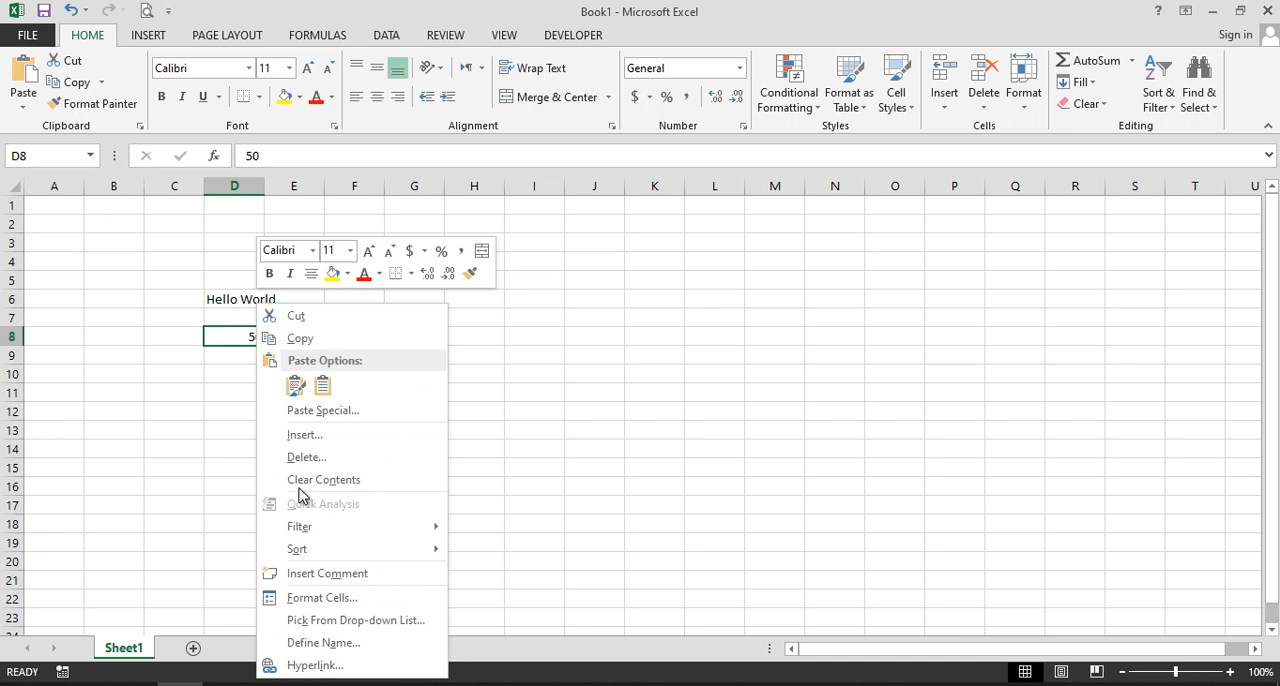 Book1 - Microsoft Excel
?
FILE HOME INSERT PAGE LAYOUT FORMULAS DATA REVIEW VIEW DEVELOPER Sign in
Paste Cut Copy Format Painter
Clipboard
Calibri 11
B I U A
Font
Wrap Text
Merge & Center
Alignment
General
$ % ,
Number
Conditional Formatting Format as Table Cell Styles
Styles
Insert Delete Format
Cells
AutoSum Fill Clear Sort & Filter Find & Select
Editing
D8 fx 50
A B C D E F G H I J K L M N O P Q R S T U
1
2
3
4
5
6 Hello World
7
8
9
10
11
12
13
14
15
16
17
18
19
20
21
22
23
Calibri 11 A A $ % ,
B I A
Cut
Copy
Paste Options:
Paste Special...
Insert...
Delete...
Clear Contents
Quick Analysis
Filter
Sort
Insert Comment
Format Cells...
Pick From Drop-down List...
Define Name...
Hyperlink...
Sheet1
READY 100%